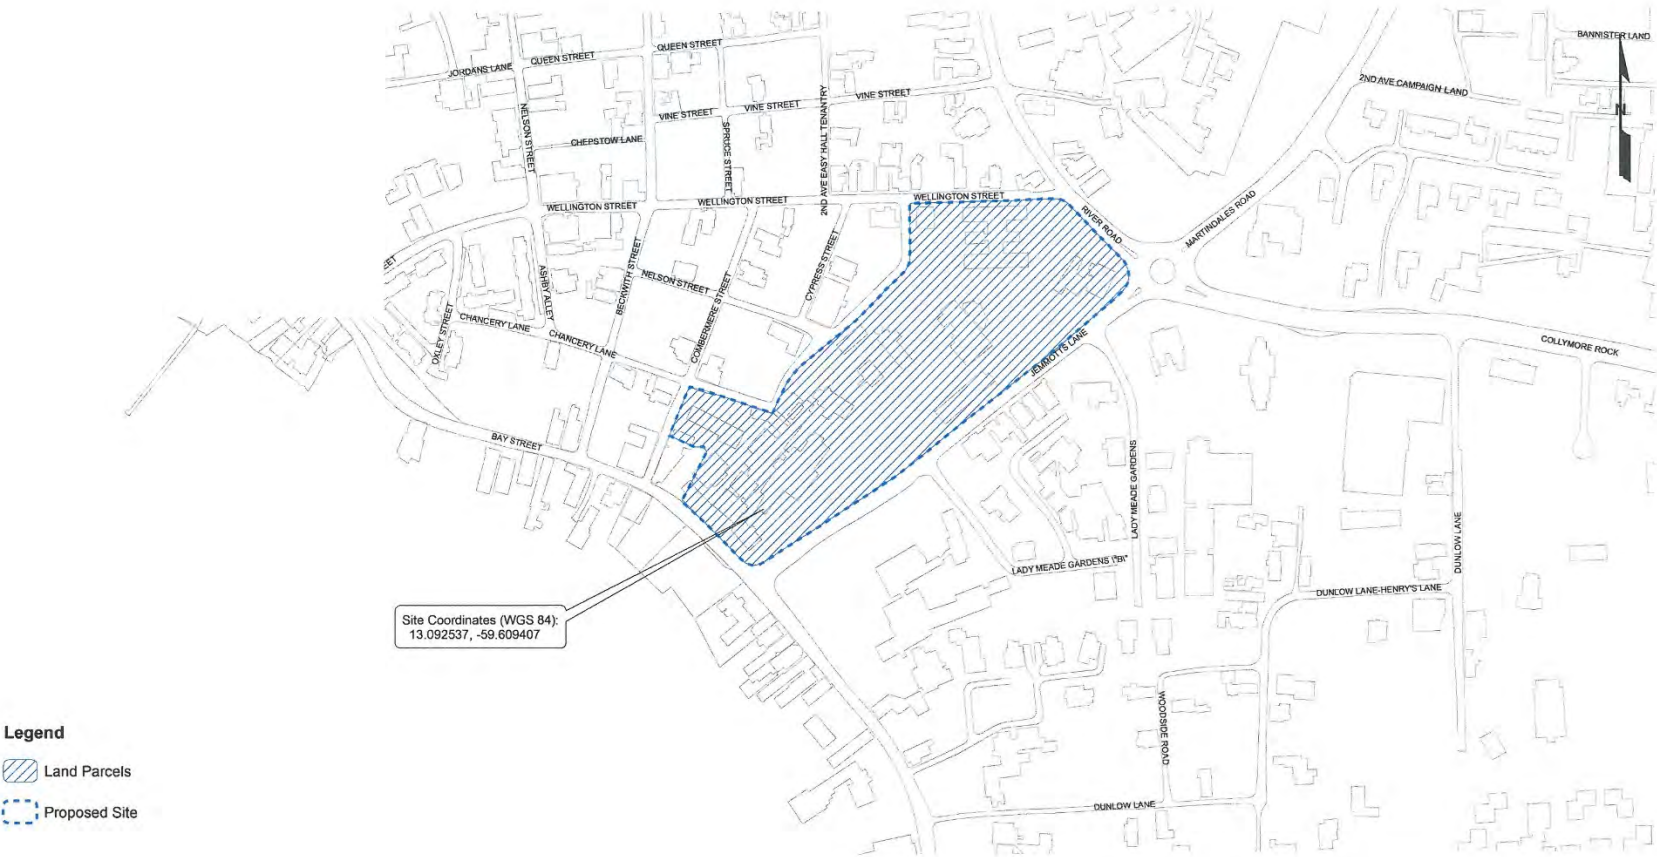 BANNISTER LAND
QUEEN STREET
QUEEN STREET
JORDANS LANE
2ND AVE CAMPAIGN LAND
VINE STREET
VINE STREET
VINE STREET
NELSON STREET
SPRUCE STREET
2ND AVE EASY HALL TENANTRY
N
CHEPSTOW LANE
WELLINGTON STREET
WELLINGTON STREET
WELLINGTON STREET
RIVER ROAD
MARTINDALES ROAD
EET
ASHBY ALLEY
BECKWITH STREET
NELSON STREET
COMBERMERE STREET
CYPRESS STREET
OXLEY STREET
CHANCERY LANE
CHANCERY LANE
JEMMOTTS LANE
COLLYMORE ROCK
BAY STREET
LADY MEADE GARDENS
DUNLOW LANE
LADY MEADE GARDENS \"B\"
DUNLOW LANE-HENRY'S LANE
Site Coordinates (WGS 84):
13.092537, -59.609407
WOODSIDE ROAD
DUNLOW LANE
Legend
Land Parcels
Proposed Site